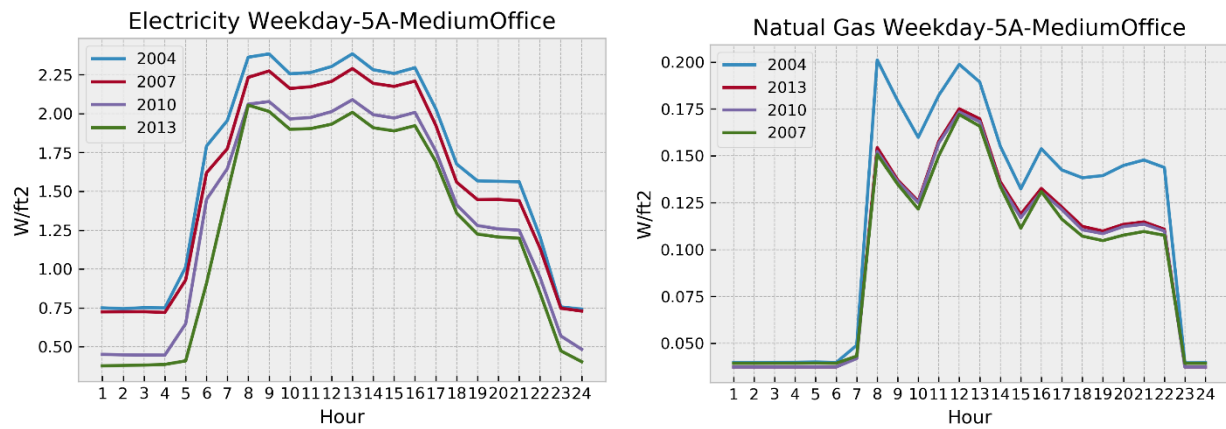 Electricity Weekday-5A-MediumOffice
2004
2007
2010
2013
2.25
2.00
1.75
1.50
1.25
1.00
0.75
0.50
W/ft2
1 2 3 4 5 6 7 8 9 10 11 12 13 14 15 16 17 18 19 20 21 22 23 24
Hour
Natual Gas Weekday-5A-MediumOffice
2004
2013
2010
2007
0.200
0.175
0.150
0.125
0.100
0.075
0.050
W/ft2
1 2 3 4 5 6 7 8 9 10 11 12 13 14 15 16 17 18 19 20 21 22 23 24
Hour